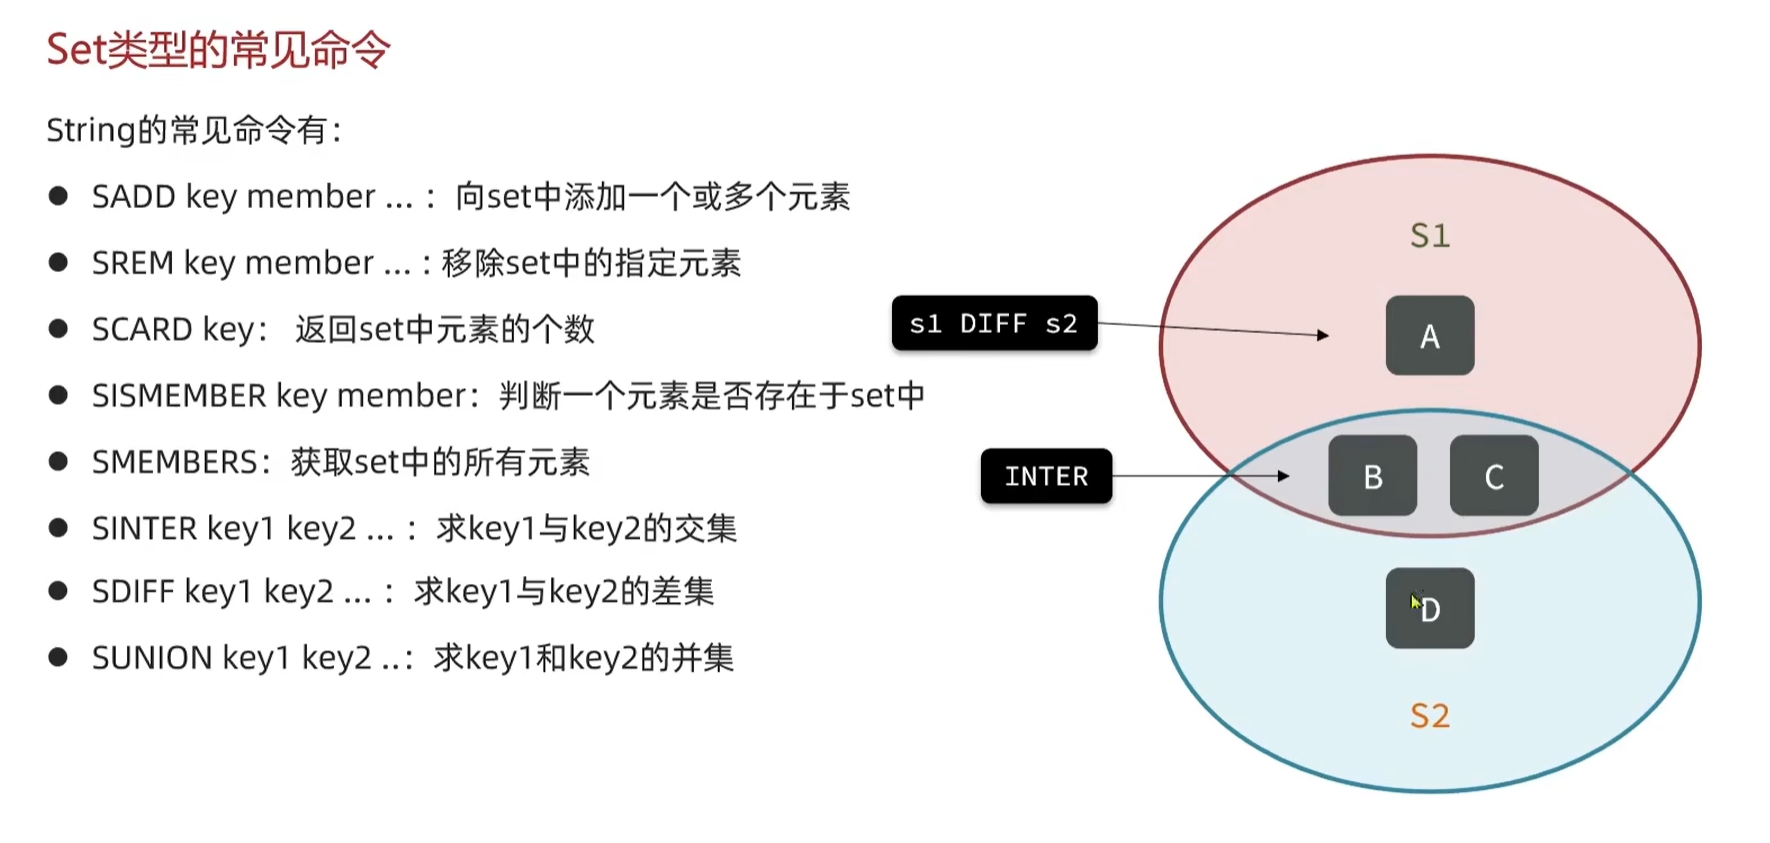 Set类型的常见命令
String的常见命令有：
● SADD key member ... ：向set中添加一个或多个元素
● SREM key member ... : 移除set中的指定元素
● SCARD key： 返回set中元素的个数
● SISMEMBER key member：判断一个元素是否存在于set中
● SMEMBERS：获取set中的所有元素
● SINTER key1 key2 ... ：求key1与key2的交集
● SDIFF key1 key2 ... ：求key1与key2的差集
● SUNION key1 key2 ..：求key1和key2的并集
S1
s1 DIFF s2
A
INTER
B C
D
S2